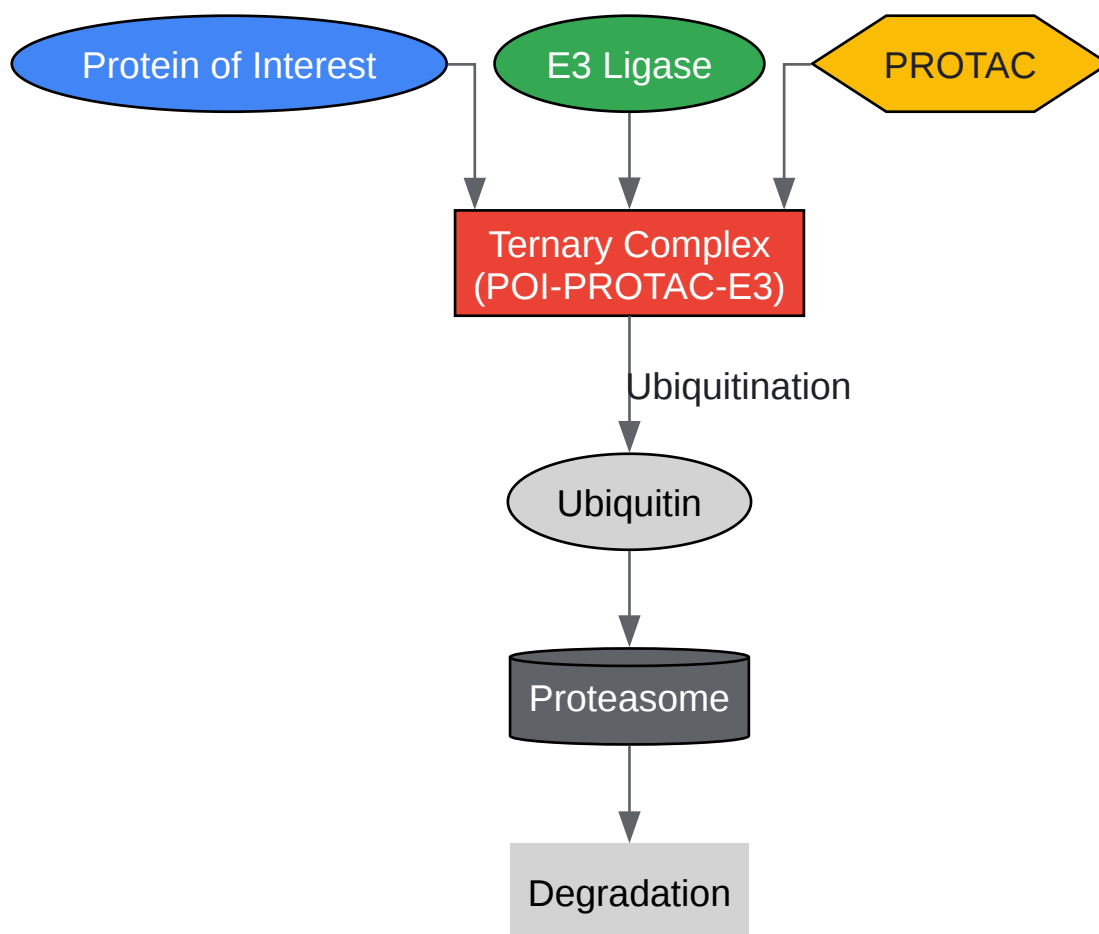 Protein of Interest
E3 Ligase
PROTAC
Ternary Complex
(POI-PROTAC-E3)
Ubiquitination
Ubiquitin
Proteasome
Degradation